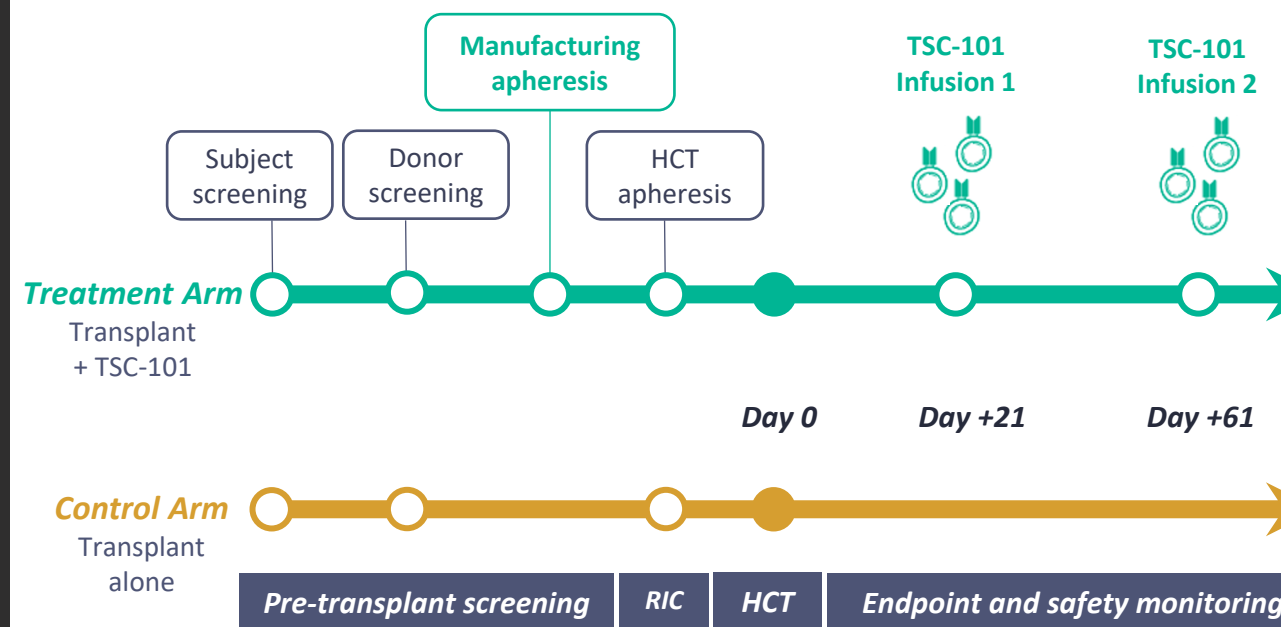 Manufacturing
apheresis
TSC-101
Infusion 1
TSC-101
Infusion 2
Subject
screening
Donor
screening
HCT
apheresis
Treatment Arm
Transplant
+ TSC-101
Day 0
Day +21
Day +61
Control Arm
Transplant
alone
Pre-transplant screening
RIC
HCT
Endpoint and safety monitoring